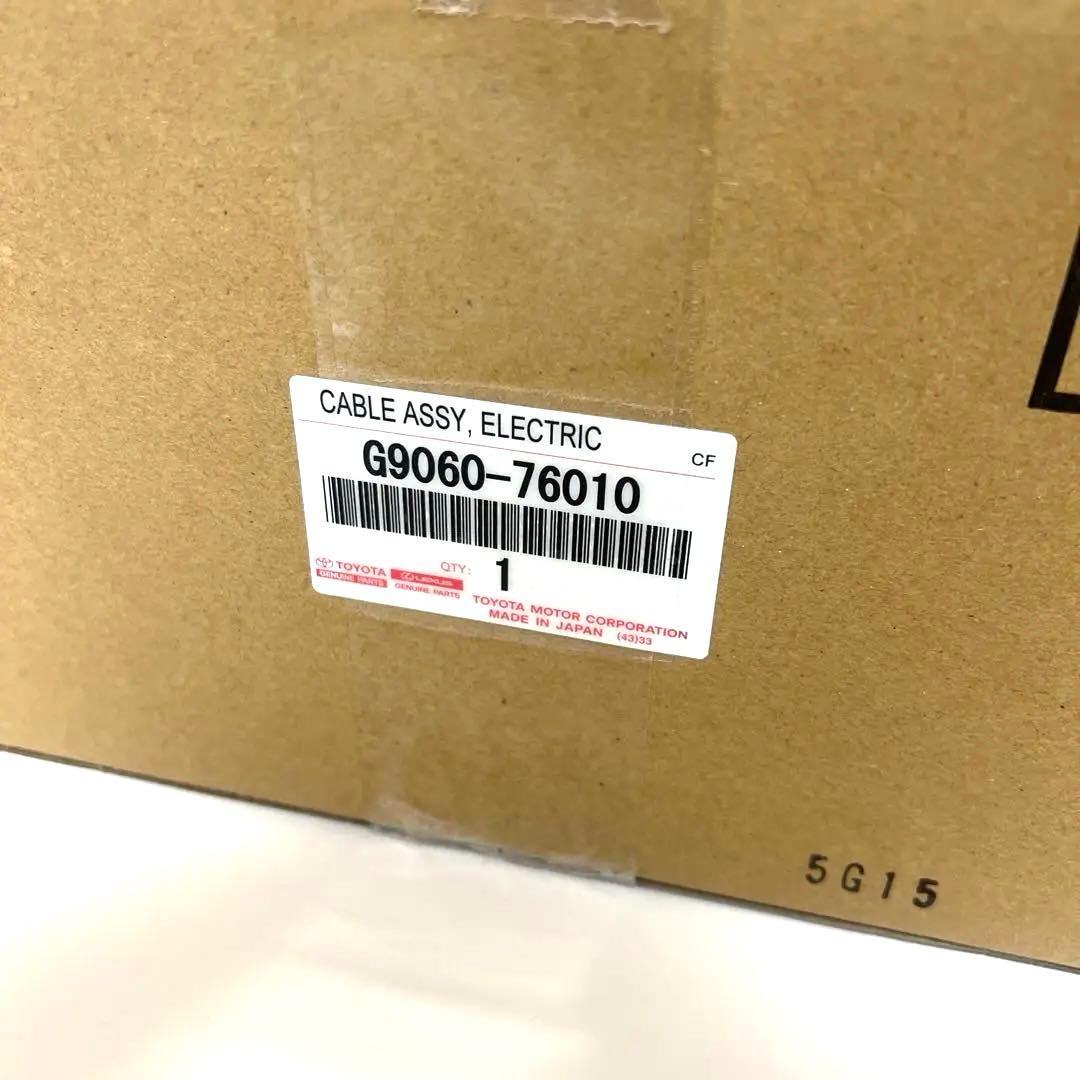 CABLE ASSY, ELECTRIC
CF
G9060-76010
TOYOTA
GENUINE PARTS
LEXUS
GENUINE PARTS
QTY: 1
TOYOTA MOTOR CORPORATION
MADE IN JAPAN (43)33
5G15